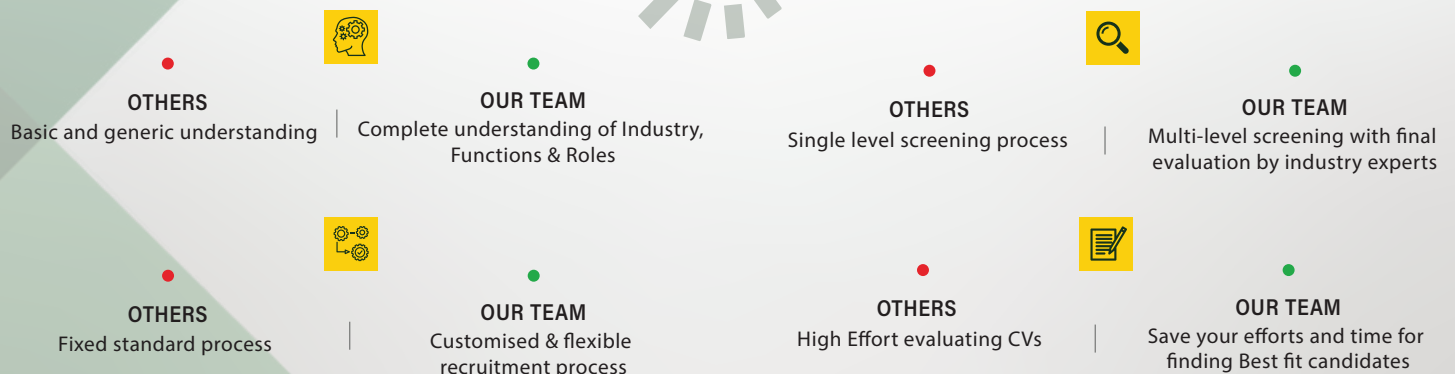 OTHERS
Basic and generic understanding
OUR TEAM
Complete understanding of Industry,
Functions & Roles
OTHERS
Single level screening process
OUR TEAM
Multi-level screening with final
evaluation by industry experts
OTHERS
Fixed standard process
OUR TEAM
Customised & flexible
recruitment process
OTHERS
High Effort evaluating CVs
OUR TEAM
Save your efforts and time for
finding Best fit candidates